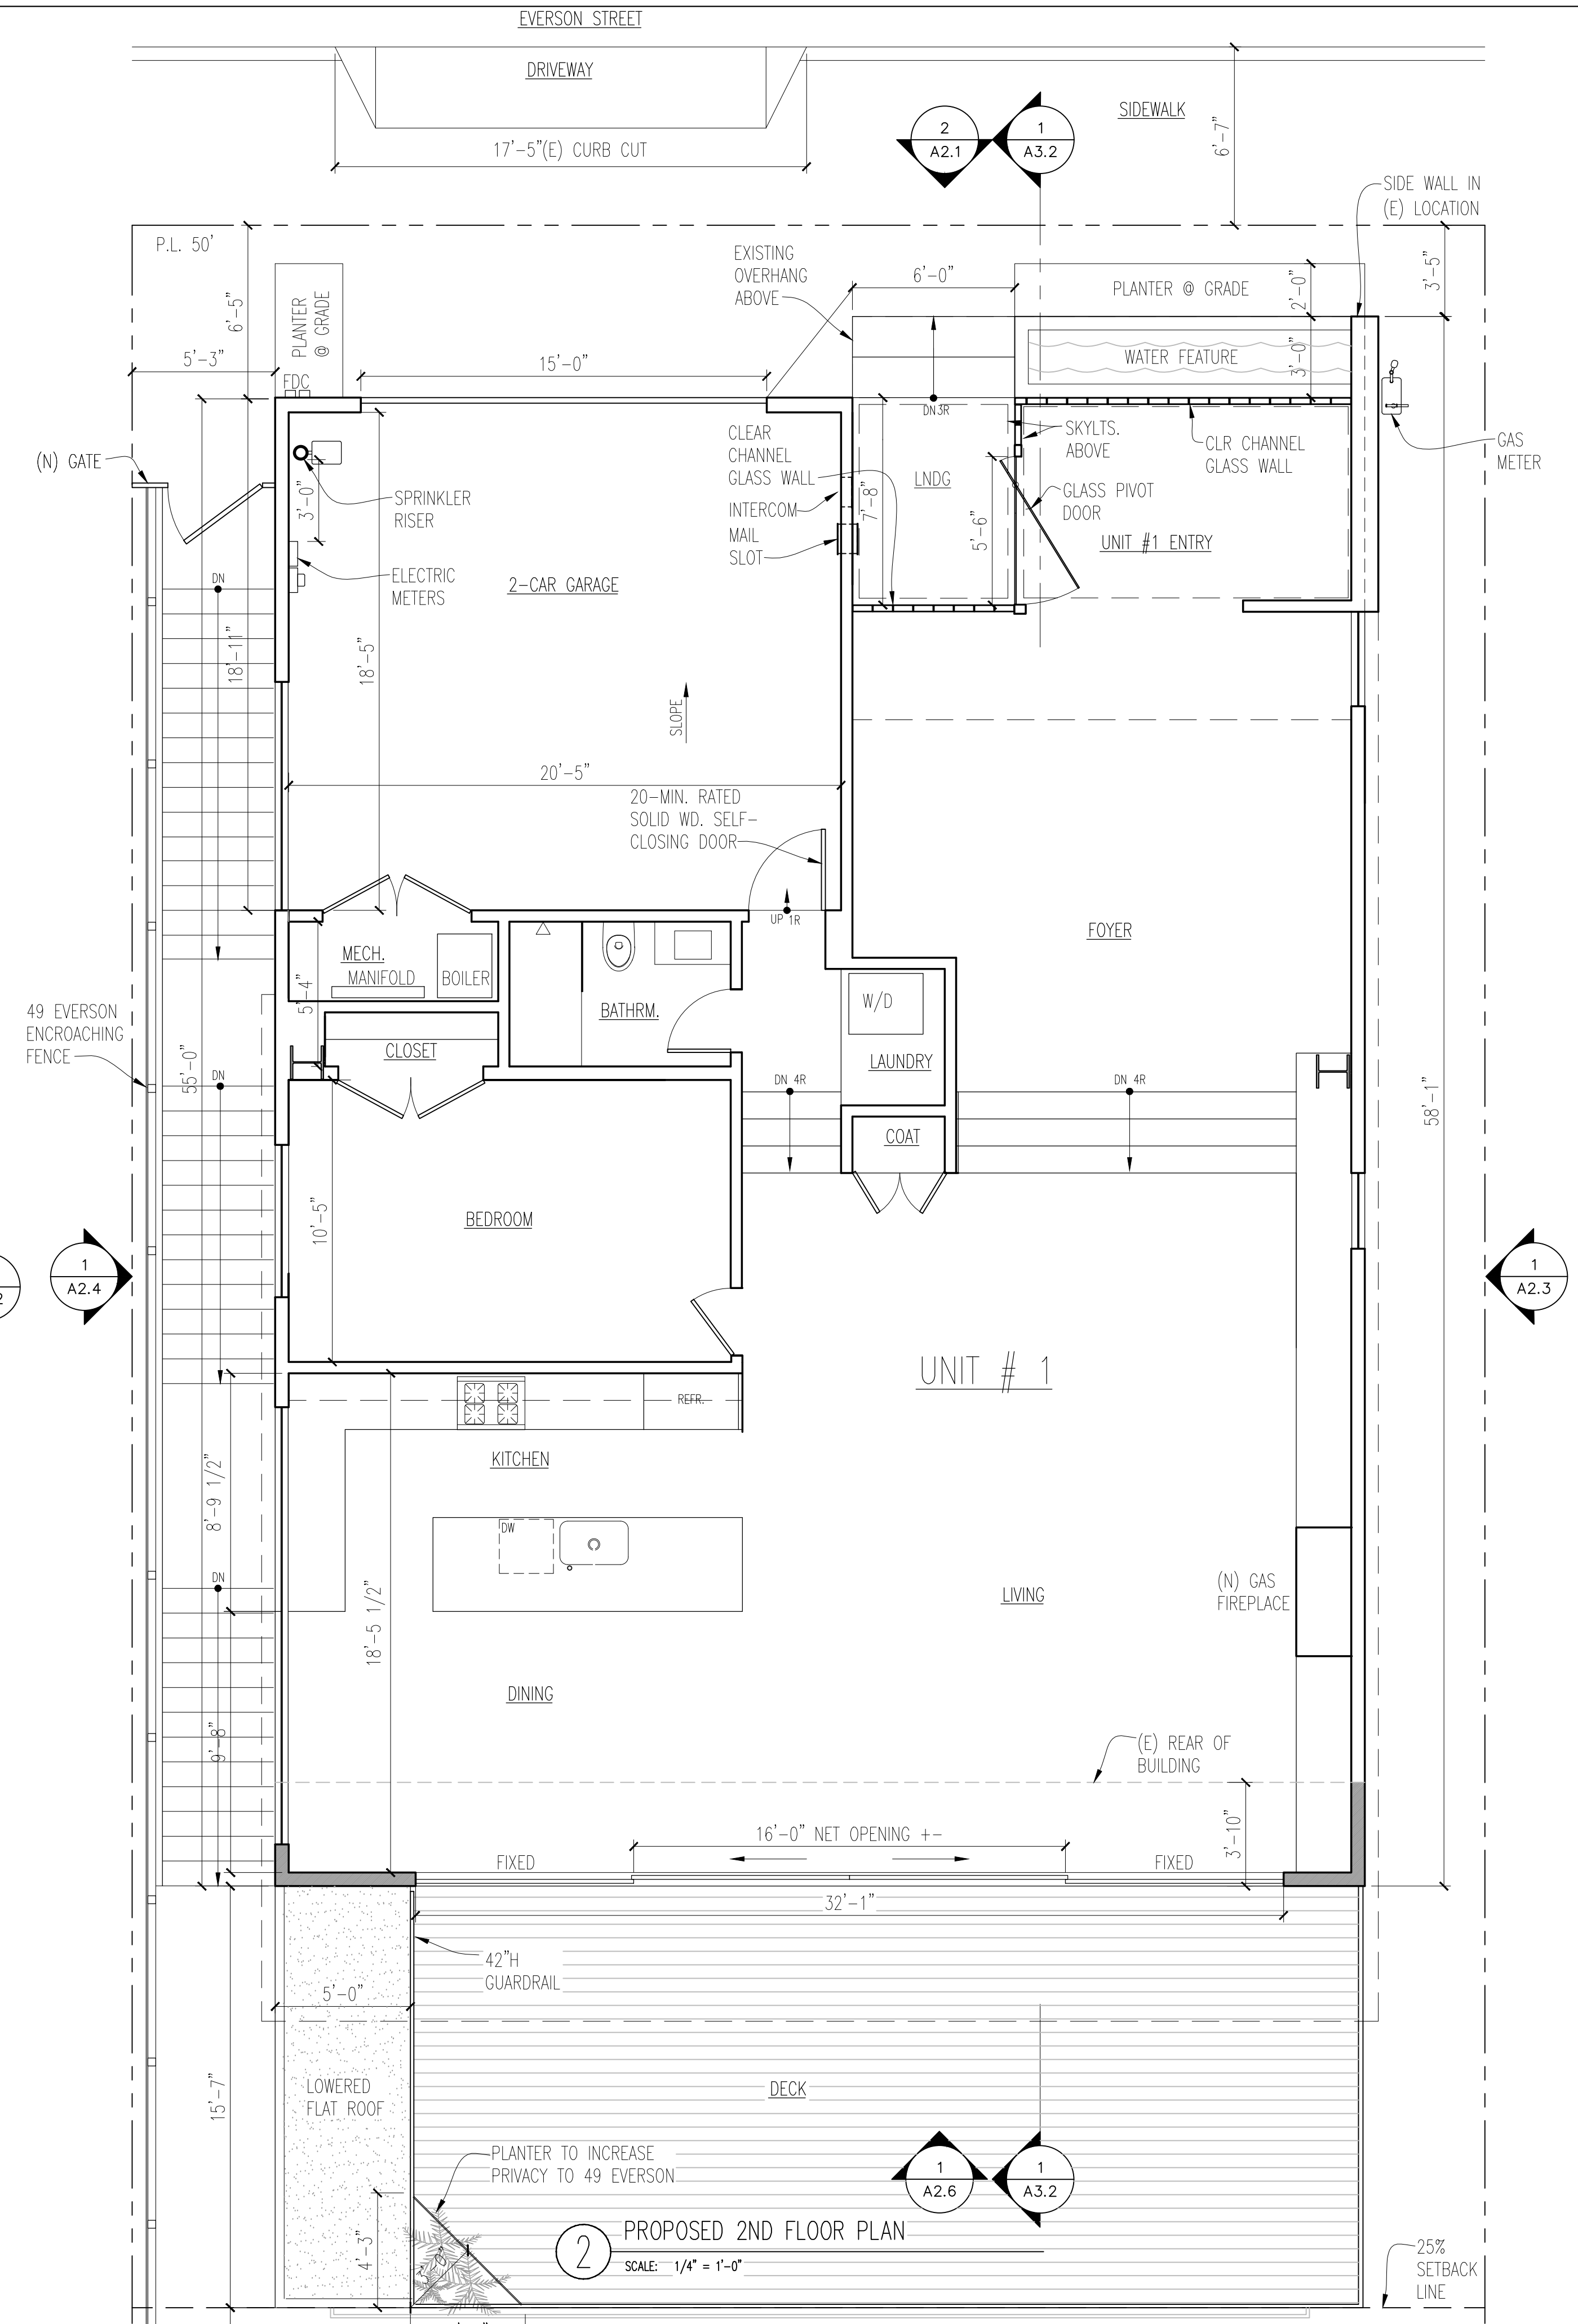 EVERSON STREET
DRIVEWAY
SIDEWALK
6'-7"
2
A2.1
1
A3.2
17'-5"(E) CURB CUT
SIDE WALL IN
(E) LOCATION
P.L. 50'
EXISTING
OVERHANG
ABOVE
6'-0"
PLANTER @ GRADE
2'-0"
3'-5"
6'-5"
PLANTER
@ GRADE
5'-3"
15'-0"
WATER FEATURE
3'-0"
FDC
DN3R
CLEAR
CHANNEL
GLASS WALL
SKYLTS.
ABOVE
CLR CHANNEL
GLASS WALL
GAS
METER
(N) GATE
SPRINKLER
RISER
3'-0"
LNDG
7'-8"
INTERCOM
MAIL
SLOT
GLASS PIVOT
DOOR
5'-6"
UNIT #1 ENTRY
ELECTRIC
METERS
2-CAR GARAGE
DN
18'-11"
18'-5"
SLOPE
20'-5"
20-MIN. RATED
SOLID WD. SELF-
CLOSING DOOR
UP 1R
FOYER
MECH.
MANIFOLD
BOILER
5'-4"
BATHRM.
W/D
49 EVERSON
ENCROACHING
FENCE
CLOSET
LAUNDRY
55'-0"
DN
DN 4R
DN 4R
58'-1"
COAT
10'-5"
BEDROOM
1
A2.4
1
A2.3
2
UNIT # 1
REFR.
KITCHEN
8'-9 1/2"
DW
DN
18'-5 1/2"
LIVING
(N) GAS
FIREPLACE
DINING
9'-8"
(E) REAR OF
BUILDING
3'-10"
16'-0" NET OPENING +-
FIXED
FIXED
32'-1"
42"H
GUARDRAIL
5'-0"
15'-7"
LOWERED
FLAT ROOF
DECK
PLANTER TO INCREASE
PRIVACY TO 49 EVERSON
1
A2.6
1
A3.2
4'-3"
2
PROPOSED 2ND FLOOR PLAN
SCALE: 1/4" = 1'-0"
25%
SETBACK
LINE